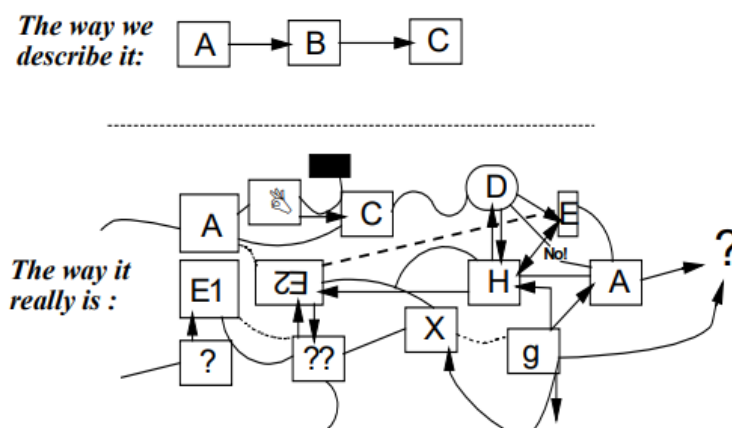 The way we
describe it:
A
B
C
D
A
C
E
No!
?
The way it
really is :
E1
E2
H
A
?
??
X
g